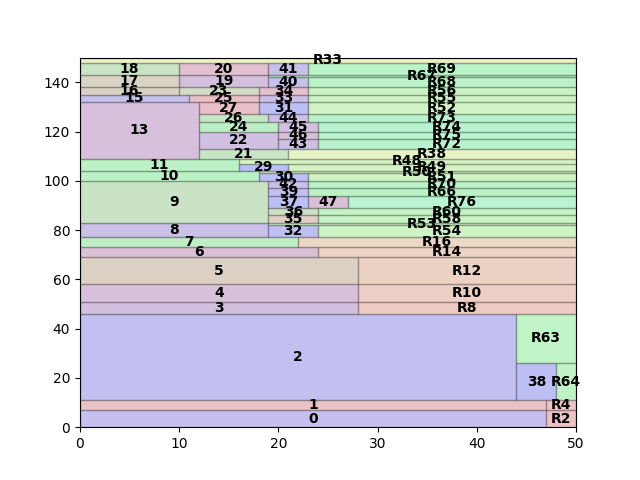 R33
18 20 41 R69
R67
17 19 40 R68
16 23 34 R56
15 25 33 R55
27 31 R52
140
26 44 R73
24 45 R74
13 46 R75
120
22 43 R72
21 R38
11 29 R48 R49
10 30 R50 R51
100
42 R70
39 R66
9 37 47 R76
36 R60
35 R58
80
8 32 R53 R54
7 R16
6 R14
60
5 R12
4 R10
3 R8
40
R63
2
20
38 R64
1 R4
0 R2
0
0 10 20 30 40 50